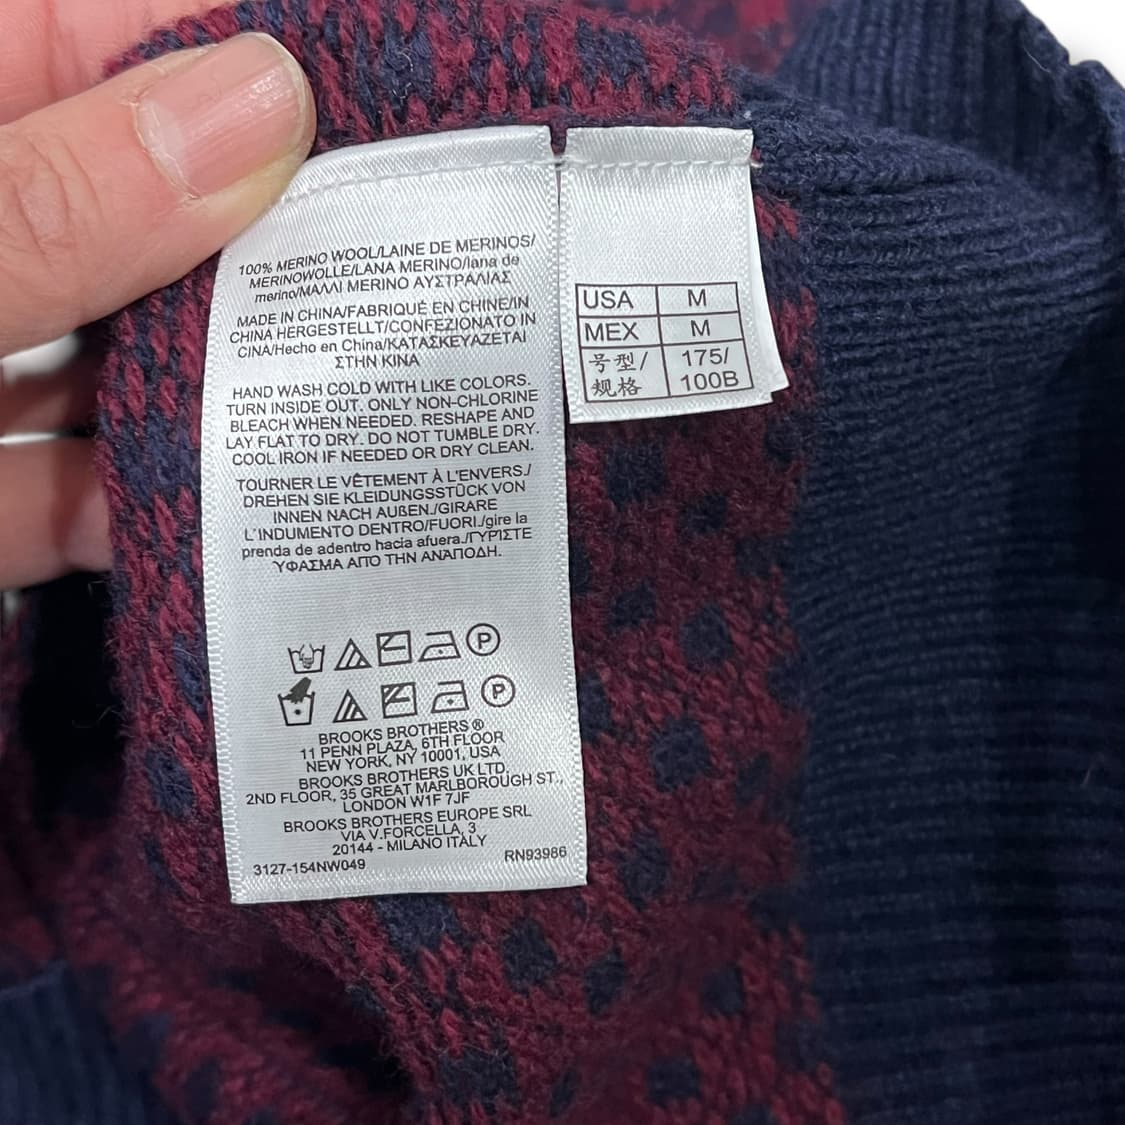 100% MERINO WOOL/LAINE DE MERINOS/
MERINOWOLLE/LANA MERINO/lana de
merino/ΜΑΛΛΙ MERINO ΑΥΣΤΡΑΛΙΑΣ
MADE IN CHINA/FABRIQUÉ EN CHINE/IN
CHINA HERGESTELLT/CONFEZIONATO IN
CINA/Hecho en China/ΚΑΤΑΣΚΕΥΑΖΕΤΑΙ
ΣΤΗΝ ΚΙΝΑ
HAND WASH COLD WITH LIKE COLORS.
TURN INSIDE OUT. ONLY NON-CHLORINE
BLEACH WHEN NEEDED. RESHAPE AND
LAY FLAT TO DRY. DO NOT TUMBLE DRY.
COOL IRON IF NEEDED OR DRY CLEAN.
TOURNER LE VÊTEMENT À L'ENVERS./
DREHEN SIE KLEIDUNGSSTÜCK VON
INNEN NACH AUßEN./GIRARE
L'INDUMENTO DENTRO/FUORI./gire la
prenda de adentro hacia afuera./ΓΥΡΙΣΤΕ
ΎΦΑΣΜΑ ΑΠΌ ΤΗΝ ΑΝΆΠΟΔΗ.
P
P
BROOKS BROTHERS ®
11 PENN PLAZA, 6TH FLOOR
NEW YORK, NY 10001, USA
BROOKS BROTHERS UK LTD.
2ND FLOOR, 35 GREAT MARLBOROUGH ST.,
LONDON W1F 7JF
BROOKS BROTHERS EUROPE SRL
VIA V.FORCELLA, 3
20144 - MILANO ITALY
3127-154NW049 RN93986
USA M
MEX M
号型/ 175/
规格 100B